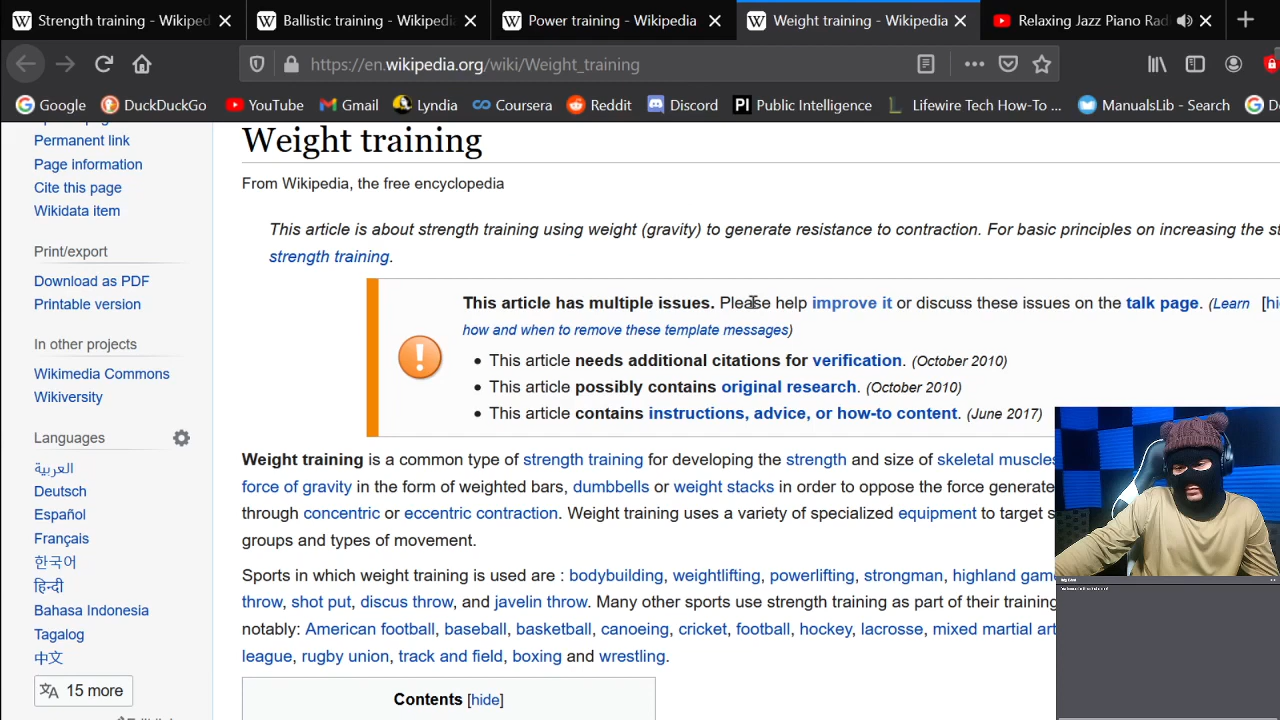 Strength training - Wikiped
Ballistic training - Wikipedia
Power training - Wikipedia
Weight training - Wikipedia
Relaxing Jazz Piano Rad
https://en.wikipedia.org/wiki/Weight_training
Google DuckDuckGo YouTube Gmail Lyndia Coursera Reddit Discord Public Intelligence Lifewire Tech How-To ... ManualsLib - Search
Permanent link
Page information
Cite this page
Wikidata item
Print/export
Download as PDF
Printable version
In other projects
Wikimedia Commons
Wikiversity
Languages
العربية
Deutsch
Español
Français
한국어
हिन्दी
Bahasa Indonesia
Tagalog
中文
15 more
Weight training
From Wikipedia, the free encyclopedia
This article is about strength training using weight (gravity) to generate resistance to contraction. For basic principles on increasing the st
strength training.
This article has multiple issues. Please help improve it or discuss these issues on the talk page. (Learn [hi
how and when to remove these template messages)
• This article needs additional citations for verification. (October 2010)
• This article possibly contains original research. (October 2010)
• This article contains instructions, advice, or how-to content. (June 2017)
Weight training is a common type of strength training for developing the strength and size of skeletal muscles
force of gravity in the form of weighted bars, dumbbells or weight stacks in order to oppose the force generate
through concentric or eccentric contraction. Weight training uses a variety of specialized equipment to target s
groups and types of movement.
Sports in which weight training is used are : bodybuilding, weightlifting, powerlifting, strongman, highland gam
throw, shot put, discus throw, and javelin throw. Many other sports use strength training as part of their training
notably: American football, baseball, basketball, canoeing, cricket, football, hockey, lacrosse, mixed martial art
league, rugby union, track and field, boxing and wrestling.
Contents [hide]